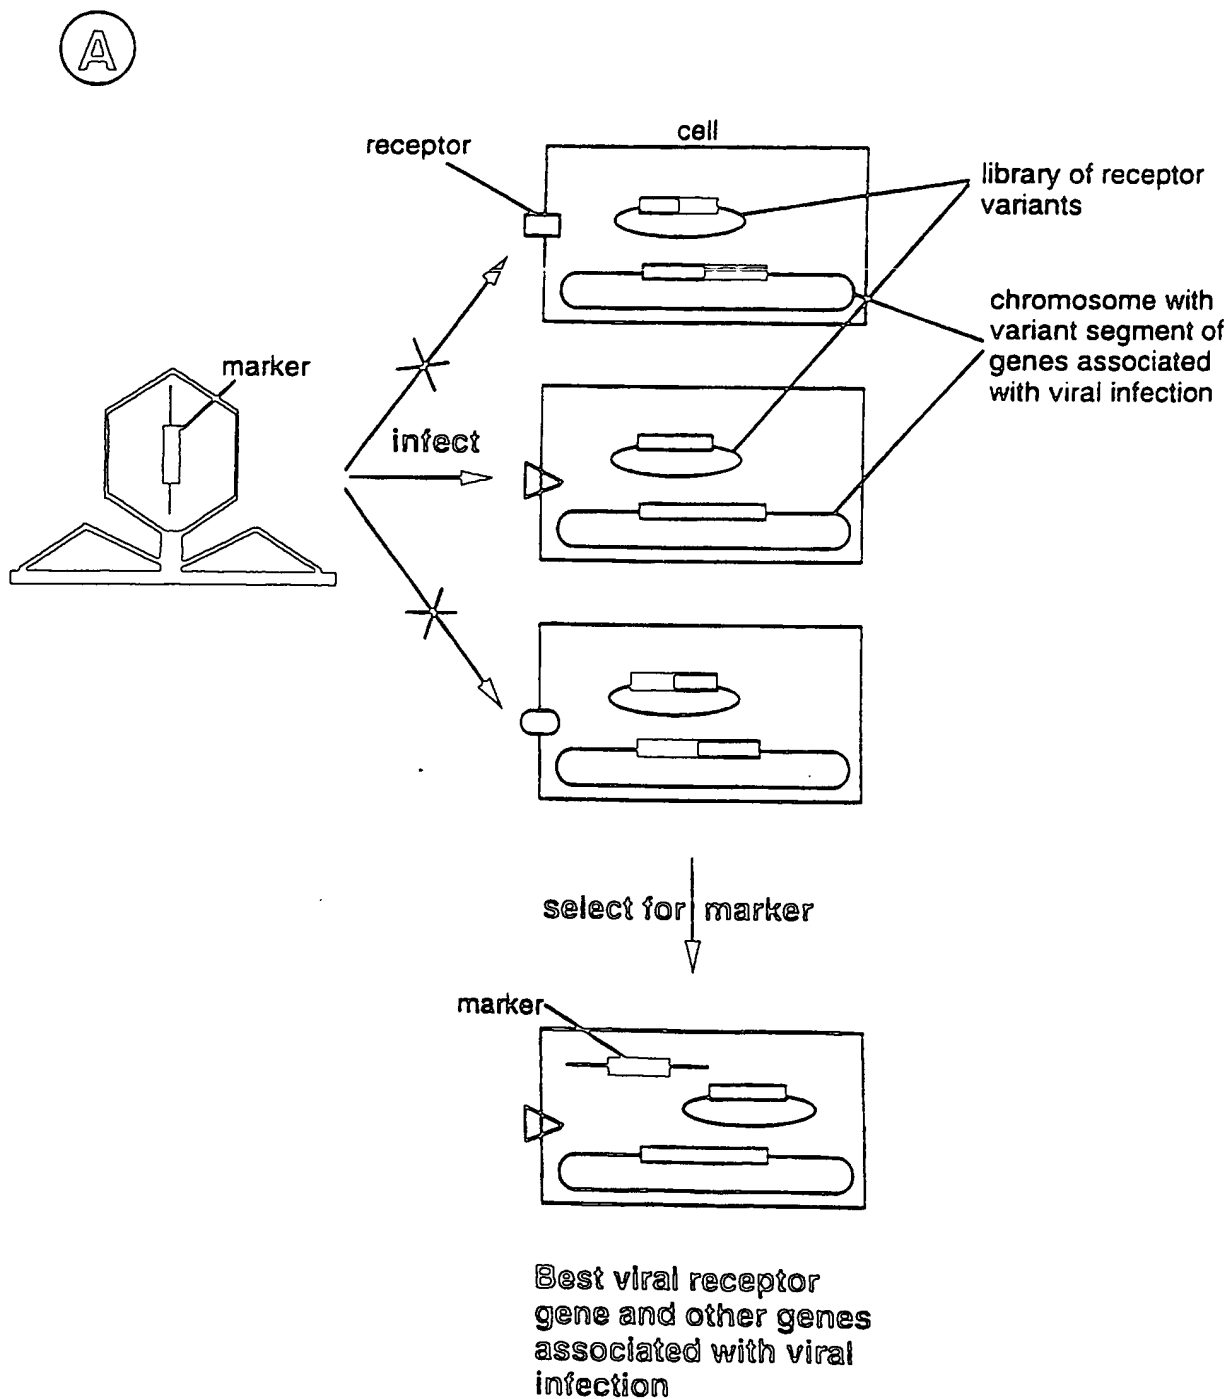 A
cell
receptor
library of receptor
variants
chromosome with
variant segment of
genes associated
with viral infection
marker
infect
select for marker
marker
Best viral receptor
gene and other genes
associated with viral
infection